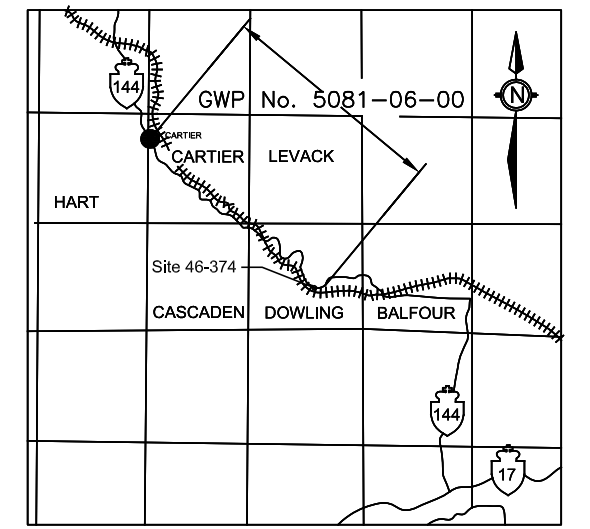 144
GWP No. 5081-06-00
N
CARTIER
CARTIER
LEVACK
HART
Site 46-374
CASCADEN
DOWLING
BALFOUR
144
17